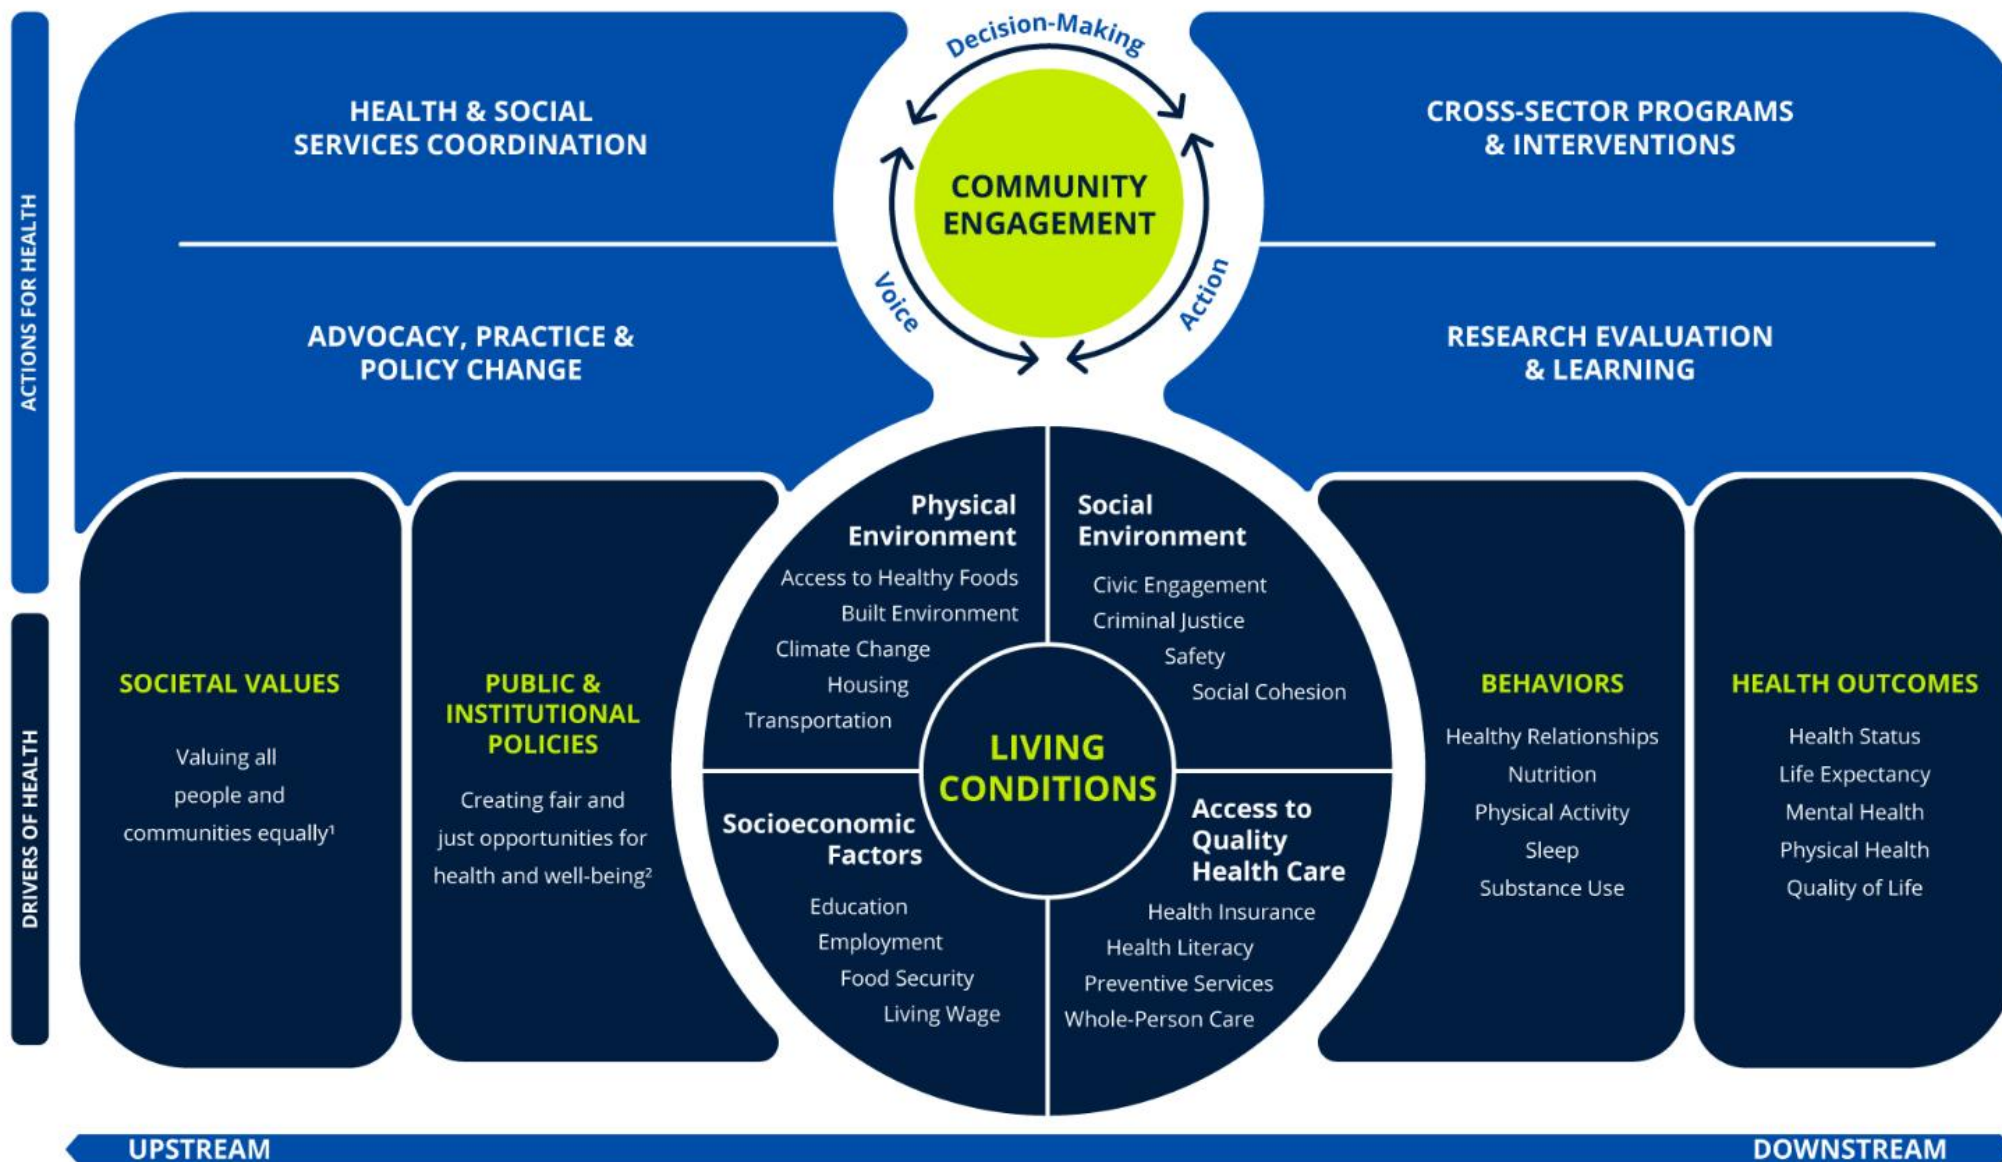 Decision-Making
HEALTH & SOCIAL
SERVICES COORDINATION
CROSS-SECTOR PROGRAMS
& INTERVENTIONS
COMMUNITY
ENGAGEMENT
Voice
Action
ACTIONS FOR HEALTH
ADVOCACY, PRACTICE &
POLICY CHANGE
RESEARCH EVALUATION
& LEARNING
DRIVERS OF HEALTH
SOCIETAL VALUES
Valuing all
people and
communities equally¹
PUBLIC &
INSTITUTIONAL
POLICIES
Creating fair and
just opportunities for
health and well-being²
Physical
Environment
Access to Healthy Foods
Built Environment
Climate Change
Housing
Transportation
Social
Environment
Civic Engagement
Criminal Justice
Safety
Social Cohesion
LIVING
CONDITIONS
Socioeconomic
Factors
Education
Employment
Food Security
Living Wage
Access to
Quality
Health Care
Health Insurance
Health Literacy
Preventive Services
Whole-Person Care
BEHAVIORS
Healthy Relationships
Nutrition
Physical Activity
Sleep
Substance Use
HEALTH OUTCOMES
Health Status
Life Expectancy
Mental Health
Physical Health
Quality of Life
UPSTREAM
DOWNSTREAM